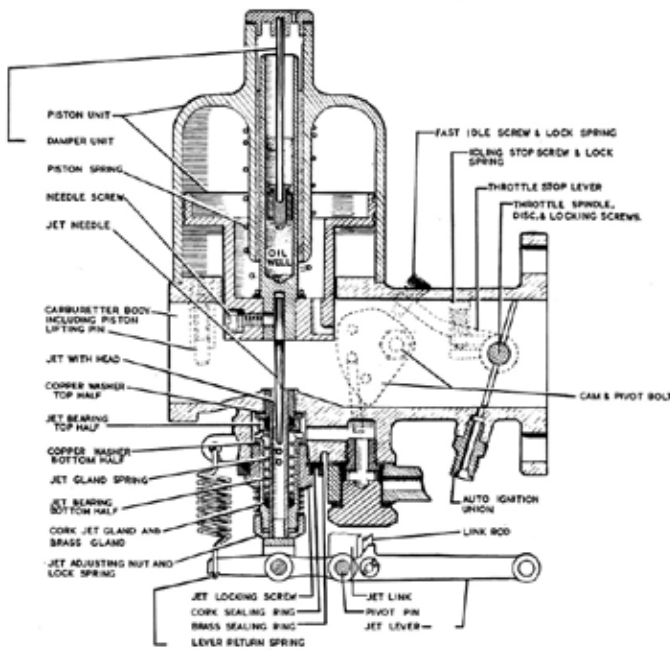 PISTON UNIT
DAMPER UNIT
PISTON SPRING
NEEDLE SCREW
JET NEEDLE
OIL
WELL
CARBURETTER BODY
INCLUDING PISTON
LIFTING PIN
JET WITH HEAD
COPPER WASHER
TOP HALF
JET BEARING
TOP HALF
COPPER WASHER
BOTTOM HALF
JET GLAND SPRING
JET BEARING
BOTTOM HALF
CORK JET GLAND AND
BRASS GLAND
JET ADJUSTING NUT AND
LOCK SPRING
JET LOCKING SCREW
CORK SEALING RING
BRASS SEALING RING
LEVER RETURN SPRING
FAST IDLE SCREW & LOCK SPRING
IDLING STOP SCREW & LOCK
SPRING
THROTTLE STOP LEVER
THROTTLE SPINDLE,
DISC, & LOCKING SCREWS.
CAM & PIVOT BOLT
AUTO IGNITION
UNION
LINK ROD
JET LINK
PIVOT PIN
JET LEVER